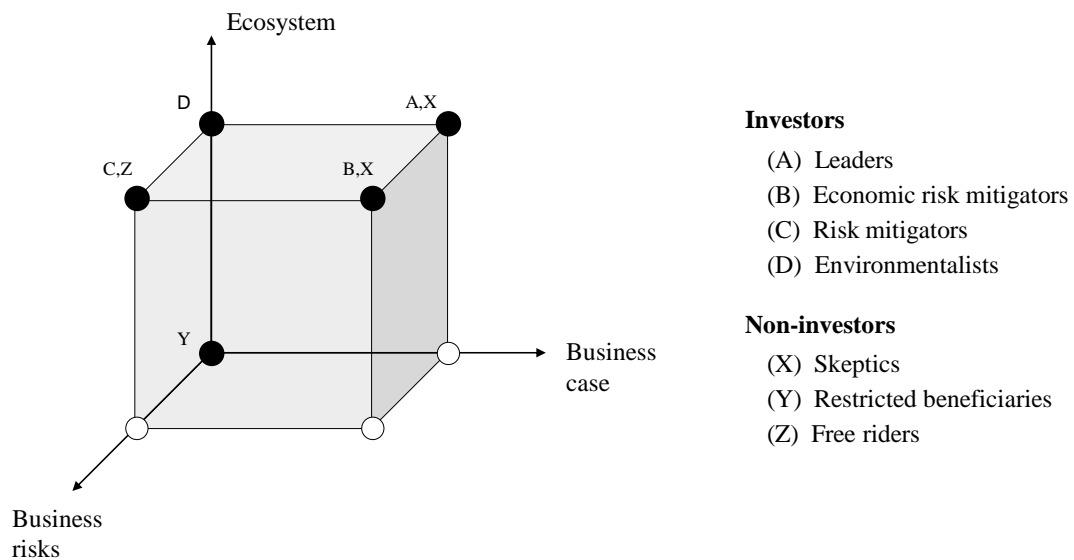 Ecosystem
D
A,X
C,Z
B,X
Y
Business
case
Business
risks
Investors
(A) Leaders
(B) Economic risk mitigators
(C) Risk mitigators
(D) Environmentalists
Non-investors
(X) Skeptics
(Y) Restricted beneficiaries
(Z) Free riders